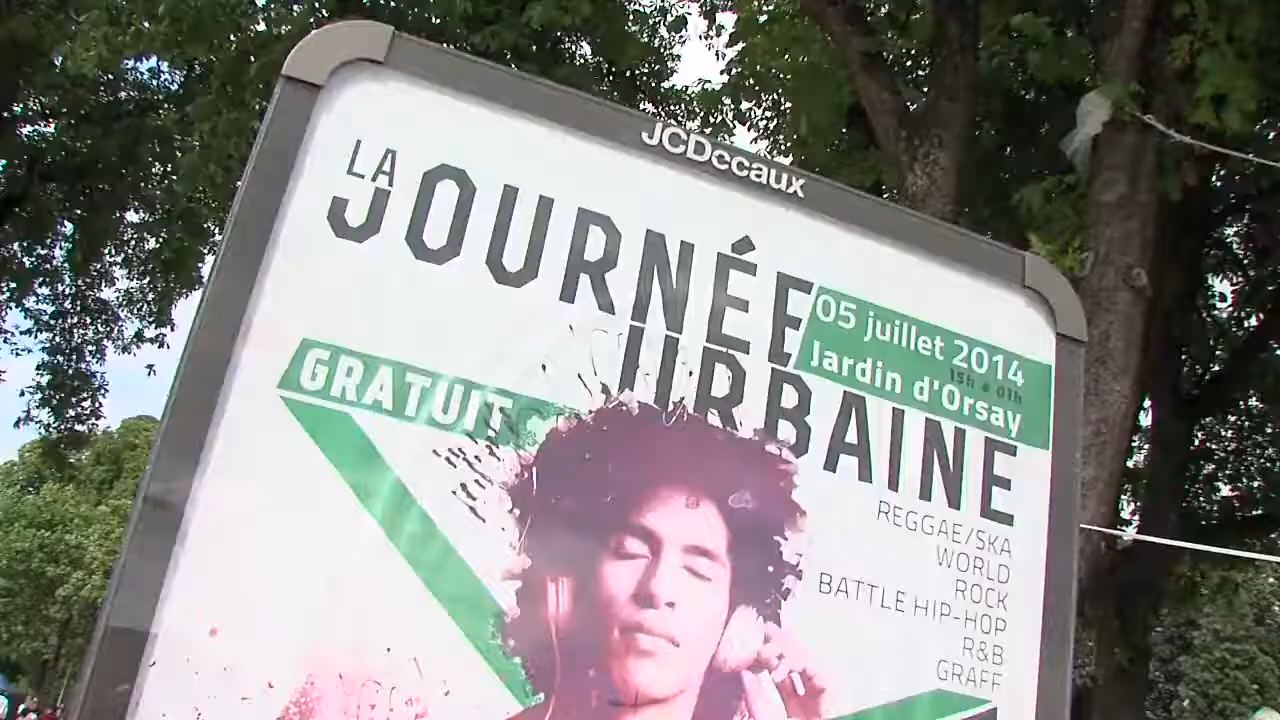 JCDecaux
LA
JOURNÉE
URBAINE
05 juillet 2014
15h à 01h
Jardin d'Orsay
GRATUIT
REGGAE/SKA
WORLD
ROCK
BATTLE HIP-HOP
R&B
GRAFF